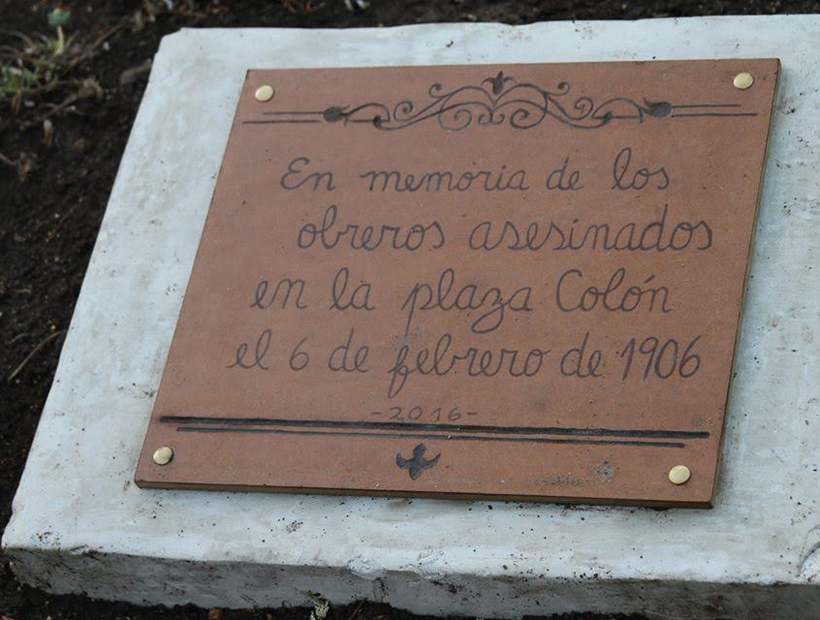 En memoria de los
obreros asesinados
en la plaza Colón
el 6 de febrero de 1906
-2016-